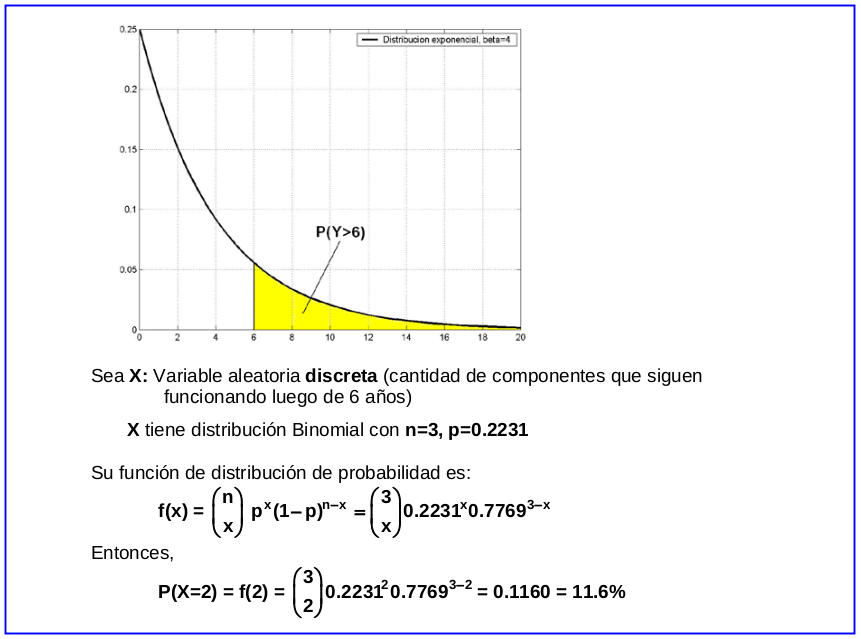 0.25
Distribucion exponencial, beta=4
0.2
0.15
0.1
P(Y>6)
0.05
0
0 2 4 6 8 10 12 14 16 18 20
Sea X: Variable aleatoria discreta (cantidad de componentes que siguen
funcionando luego de 6 años)
X tiene distribución Binomial con n=3, p=0.2231
Su función de distribución de probabilidad es:
f(x) = (n x) p^x(1−p)^n−x = (3 x) 0.2231^x 0.7769^3−x
Entonces,
P(X=2) = f(2) = (3 2) 0.2231^2 0.7769^3−2 = 0.1160 = 11.6%